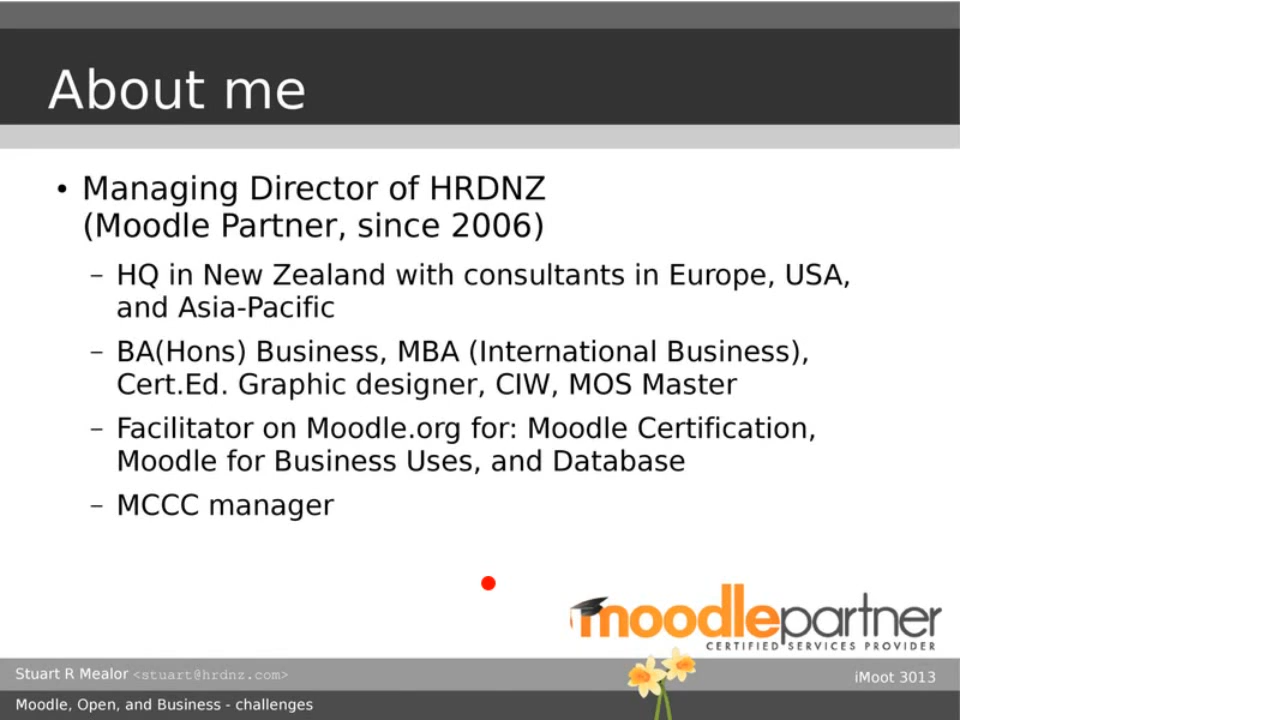 About me
• Managing Director of HRDNZ
(Moodle Partner, since 2006)
– HQ in New Zealand with consultants in Europe, USA,
and Asia-Pacific
– BA(Hons) Business, MBA (International Business),
Cert.Ed. Graphic designer, CIW, MOS Master
– Facilitator on Moodle.org for: Moodle Certification,
Moodle for Business Uses, and Database
– MCCC manager
moodlepartner
CERTIFIED SERVICES PROVIDER
Stuart R Mealor <stuart@hrdnz.com>
iMoot 3013
Moodle, Open, and Business - challenges